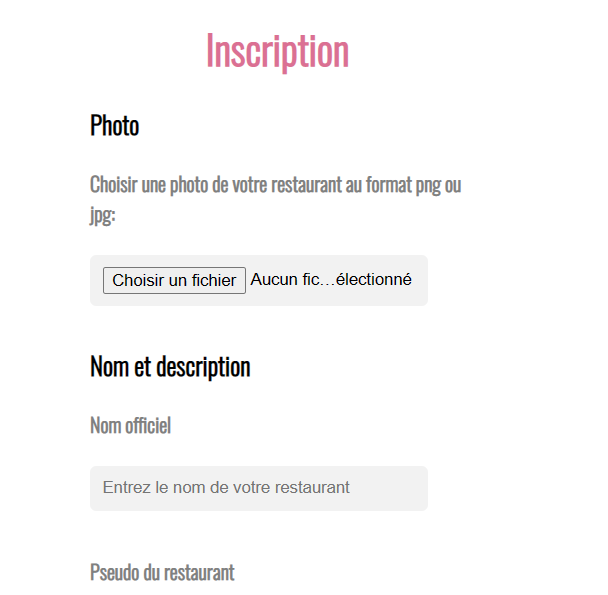 Inscription
Photo
Choisir une photo de votre restaurant au format png ou
jpg:
Choisir un fichier Aucun fic...électionné
Nom et description
Nom officiel
Entrez le nom de votre restaurant
Pseudo du restaurant